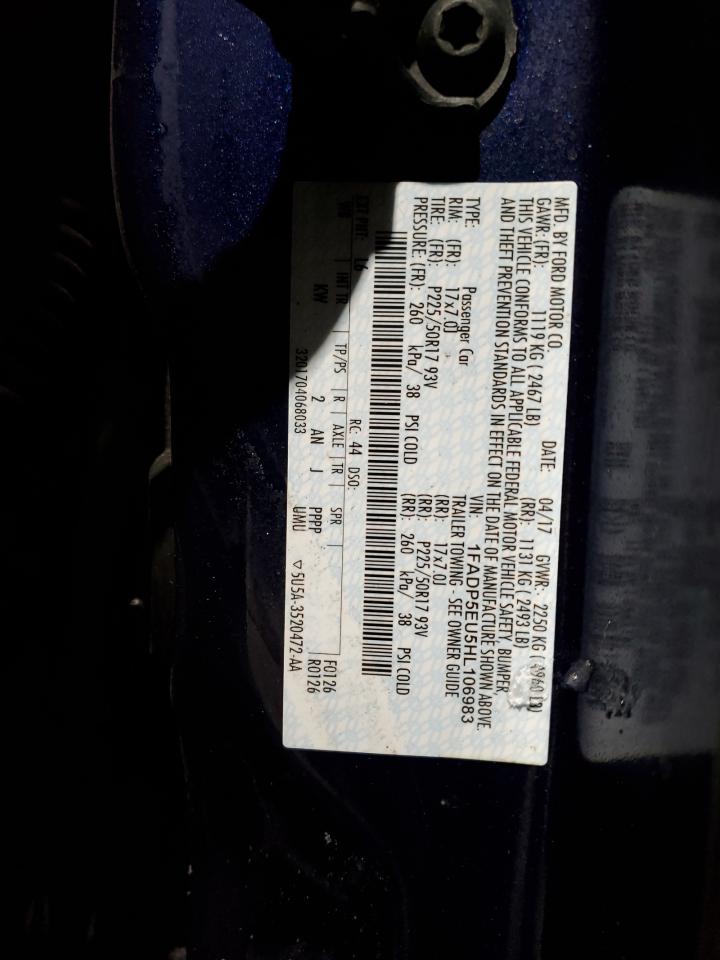 MFD. BY FORD MOTOR CO. DATE: 04/17 GVWR: 2250 KG ( 4960 LB)
GAWR: (FR): 1119 KG ( 2467 LB) (RR): 1131 KG ( 2493 LB)
THIS VEHICLE CONFORMS TO ALL APPLICABLE FEDERAL MOTOR VEHICLE SAFETY, BUMPER,
AND THEFT PREVENTION STANDARDS IN EFFECT ON THE DATE OF MANUFACTURE SHOWN ABOVE.
VIN: 1FADP5EU5HL106983
TYPE: Passenger Car TRAILER TOWING - SEE OWNER GUIDE
RIM: (FR): 17x7.0J (RR): 17x7.0J
TIRE: (FR): P225/50R17 93V (RR): P225/50R17 93V
PRESSURE: (FR): 260 kPa/ 38 PSI COLD (RR): 260 kPa/ 38 PSI COLD
EXT PNT: L6 RC: 44 DSO:
WB INT TR TP/PS R AXLE TR SPR F0126
KW 2 AN J PPPP R0126
3201704068033 UMU ▽ 5U5A-3520472-AA